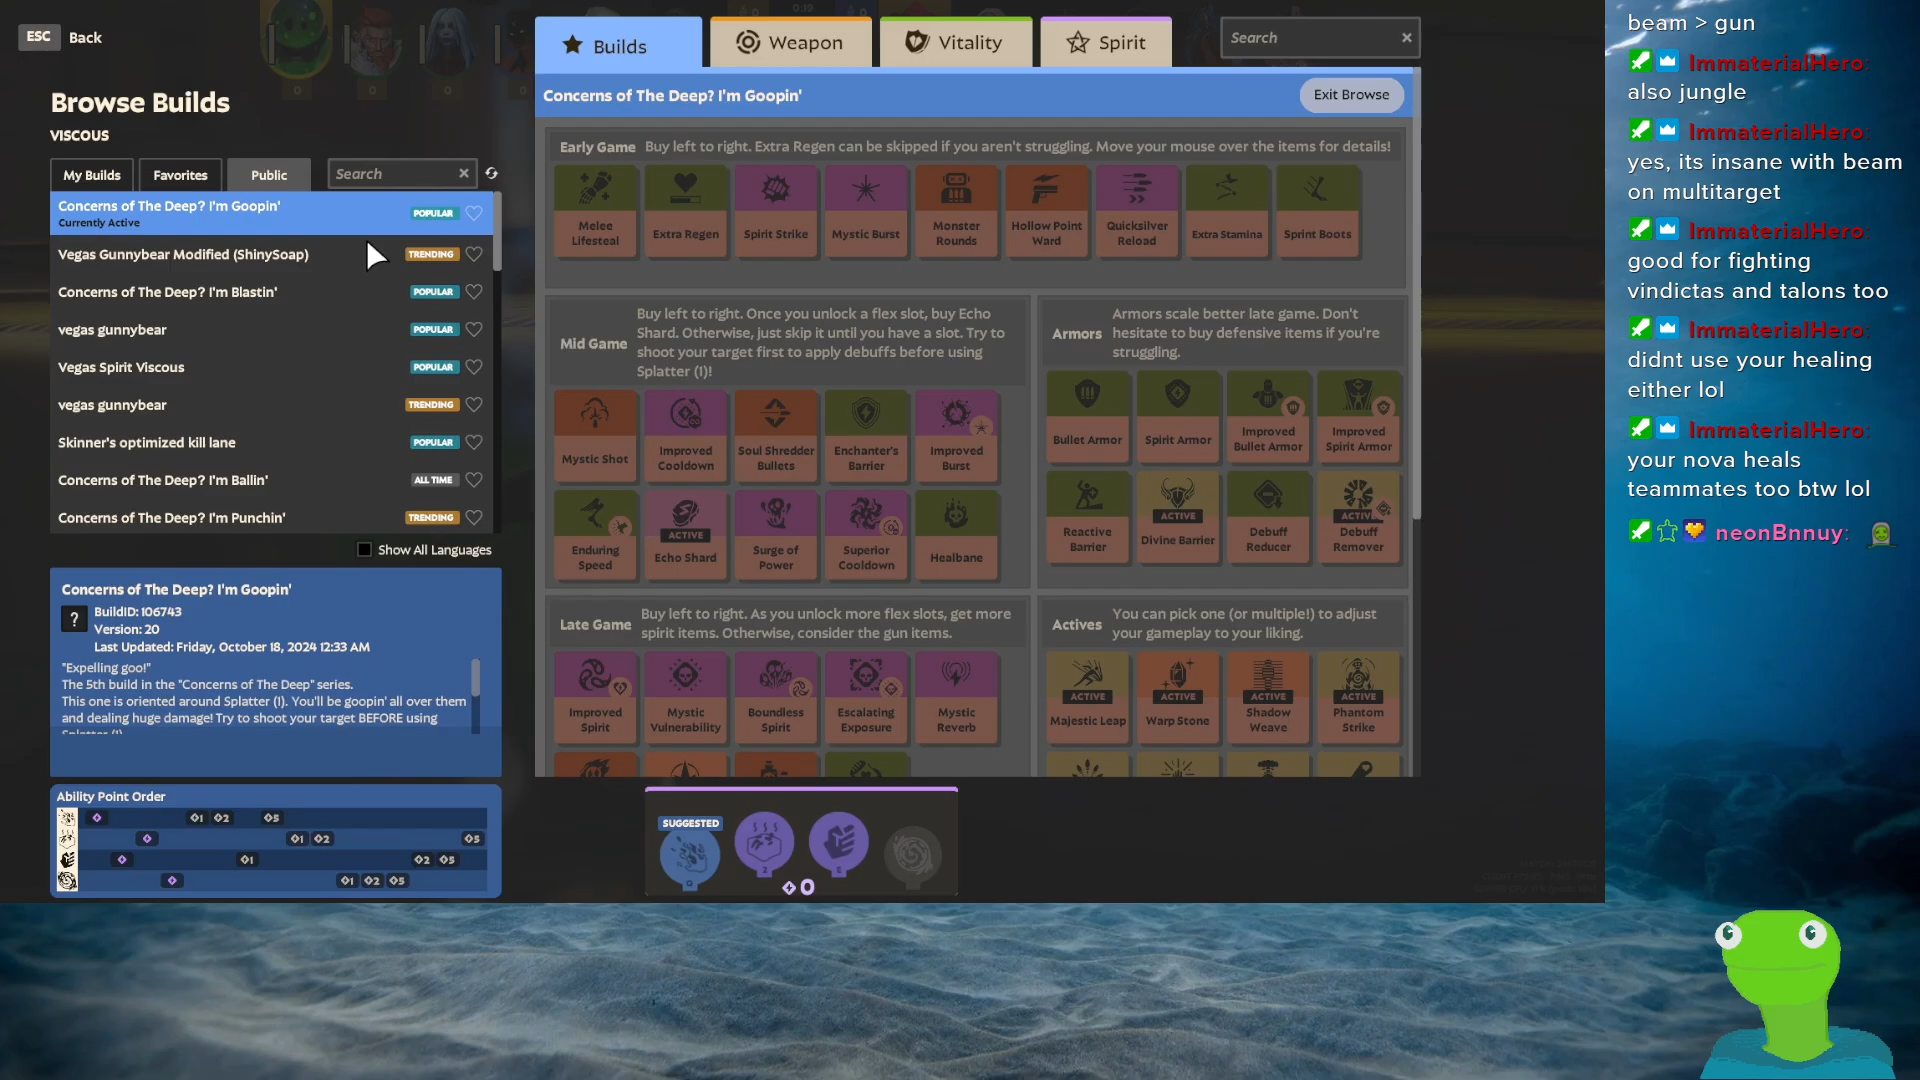 ESC Back
Browse Builds
VISCOUS
My Builds
Favorites
Public
Search
Concerns of The Deep? I'm Goopin'
Currently Active
POPULAR
Vegas Gunnybear Modified (ShinySoap)
TRENDING
Concerns of The Deep? I'm Blastin'
POPULAR
vegas gunnybear
POPULAR
Vegas Spirit Viscous
POPULAR
vegas gunnybear
TRENDING
Skinner's optimized kill lane
POPULAR
Concerns of The Deep? I'm Ballin'
ALL TIME
Concerns of The Deep? I'm Punchin'
TRENDING
Show All Languages
Concerns of The Deep? I'm Goopin'
?
BuildID: 106743
Version: 20
Last Updated: Friday, October 18, 2024 12:33 AM
"Expelling goo!"
The 5th build in the "Concerns of The Deep" series.
This one is oriented around Splatter (1). You'll be goopin' all over them
and dealing huge damage! Try to shoot your target BEFORE using
Splatter (1)
Ability Point Order
1 2 5
1 2 5
1 2 5
1 2 5
Builds
Weapon
Vitality
Spirit
Search
Concerns of The Deep? I'm Goopin'
Exit Browse
Early Game
Buy left to right. Extra Regen can be skipped if you aren't struggling. Move your mouse over the items for details!
Melee Lifesteal
Extra Regen
Spirit Strike
Mystic Burst
Monster Rounds
Hollow Point Ward
Quicksilver Reload
Extra Stamina
Sprint Boots
Mid Game
Buy left to right. Once you unlock a flex slot, buy Echo
Shard. Otherwise, just skip it until you have a slot. Try to
shoot your target first to apply debuffs before using
Splatter (1)!
Mystic Shot
Improved Cooldown
Soul Shredder Bullets
Enchanter's Barrier
Improved Burst
Enduring Speed
ACTIVE
Echo Shard
Surge of Power
Superior Cooldown
Healbane
Armors
Armors scale better late game. Don't
hesitate to buy defensive items if you're
struggling.
Bullet Armor
Spirit Armor
Improved Bullet Armor
Improved Spirit Armor
Reactive Barrier
ACTIVE
Divine Barrier
Debuff Reducer
ACTIVE
Debuff Remover
Late Game
Buy left to right. As you unlock more flex slots, get more
spirit items. Otherwise, consider the gun items.
Improved Spirit
Mystic Vulnerability
Boundless Spirit
Escalating Exposure
Mystic Reverb
Actives
You can pick one (or multiple!) to adjust
your gameplay to your liking.
ACTIVE
Majestic Leap
ACTIVE
Warp Stone
ACTIVE
Shadow Weave
ACTIVE
Phantom Strike
SUGGESTED
Q
2
E
0
beam > gun
ImmaterialHero:
also jungle
ImmaterialHero:
yes, its insane with beam
on multitarget
ImmaterialHero:
good for fighting
vindictas and talons too
ImmaterialHero:
didnt use your healing
either lol
ImmaterialHero:
your nova heals
teammates too btw lol
neonBnnuy: